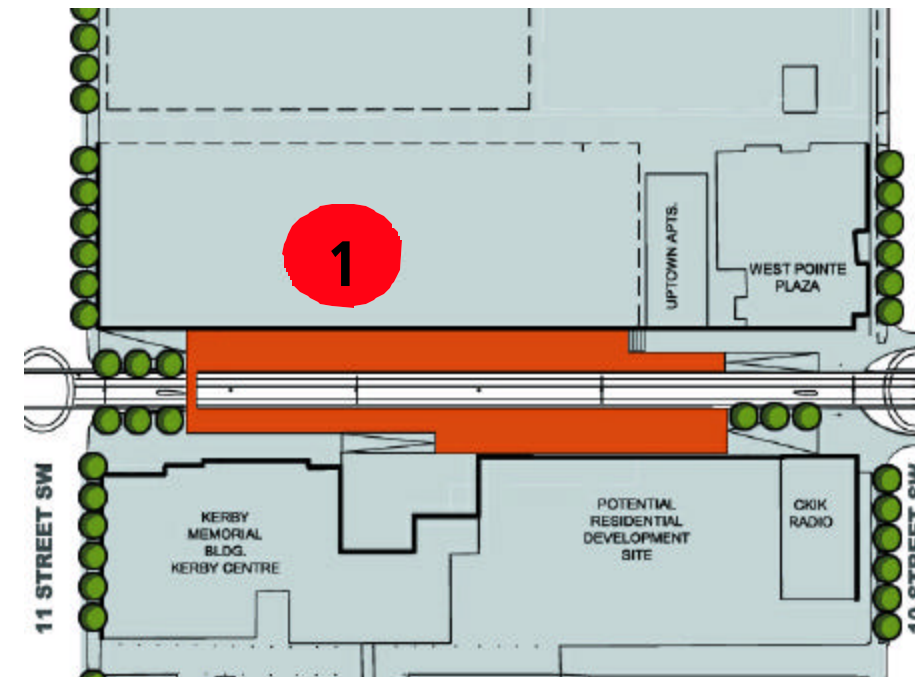 1
UPTOWN APTS.
WEST POINTE
PLAZA
11 STREET SW
KERBY
MEMORIAL
BLDG.
KERBY CENTRE
POTENTIAL
RESIDENTIAL
DEVELOPMENT
SITE
CKIK
RADIO
10 STREET SW